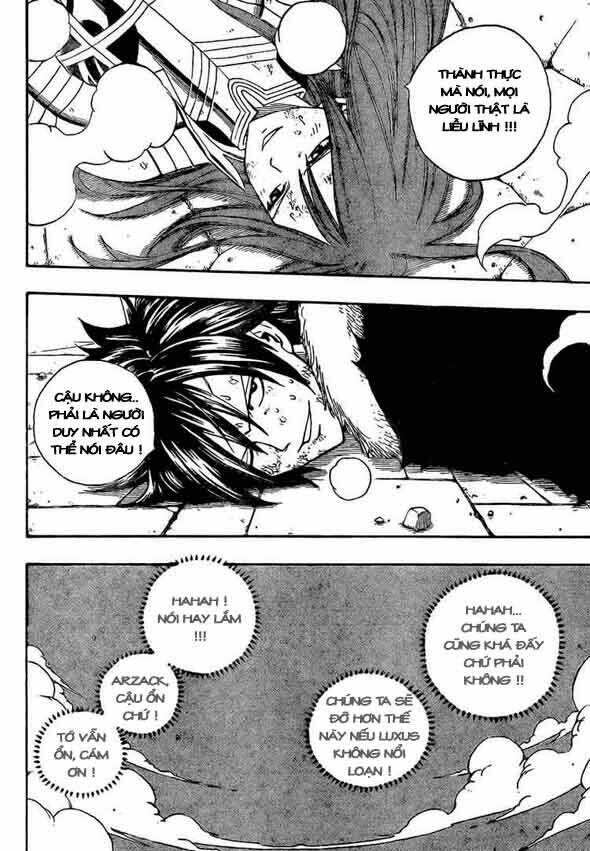 THÀNH THỰC
MÀ NÓI, MỌI
NGƯỜI THẬT LÀ
LIỀU LĨNH !!!
CẬU KHÔNG..
PHẢI LÀ NGƯỜI
DUY NHẤT CÓ
THỂ NÓI ĐÂU !
HAHAH...
CHÚNG TA
CŨNG KHÁ ĐẤY
CHỨ PHẢI
KHÔNG !!
HAHAH !
NÓI HAY LẮM
!!!
CHÚNG TA SẼ
ĐỠ HƠN THẾ
NÀY NẾU LUXUS
KHÔNG NỔI
LOẠN !
ARZACK,
CẬU ỔN
CHỨ !
TỚ VẪN
ỔN, CÁM
ƠN !